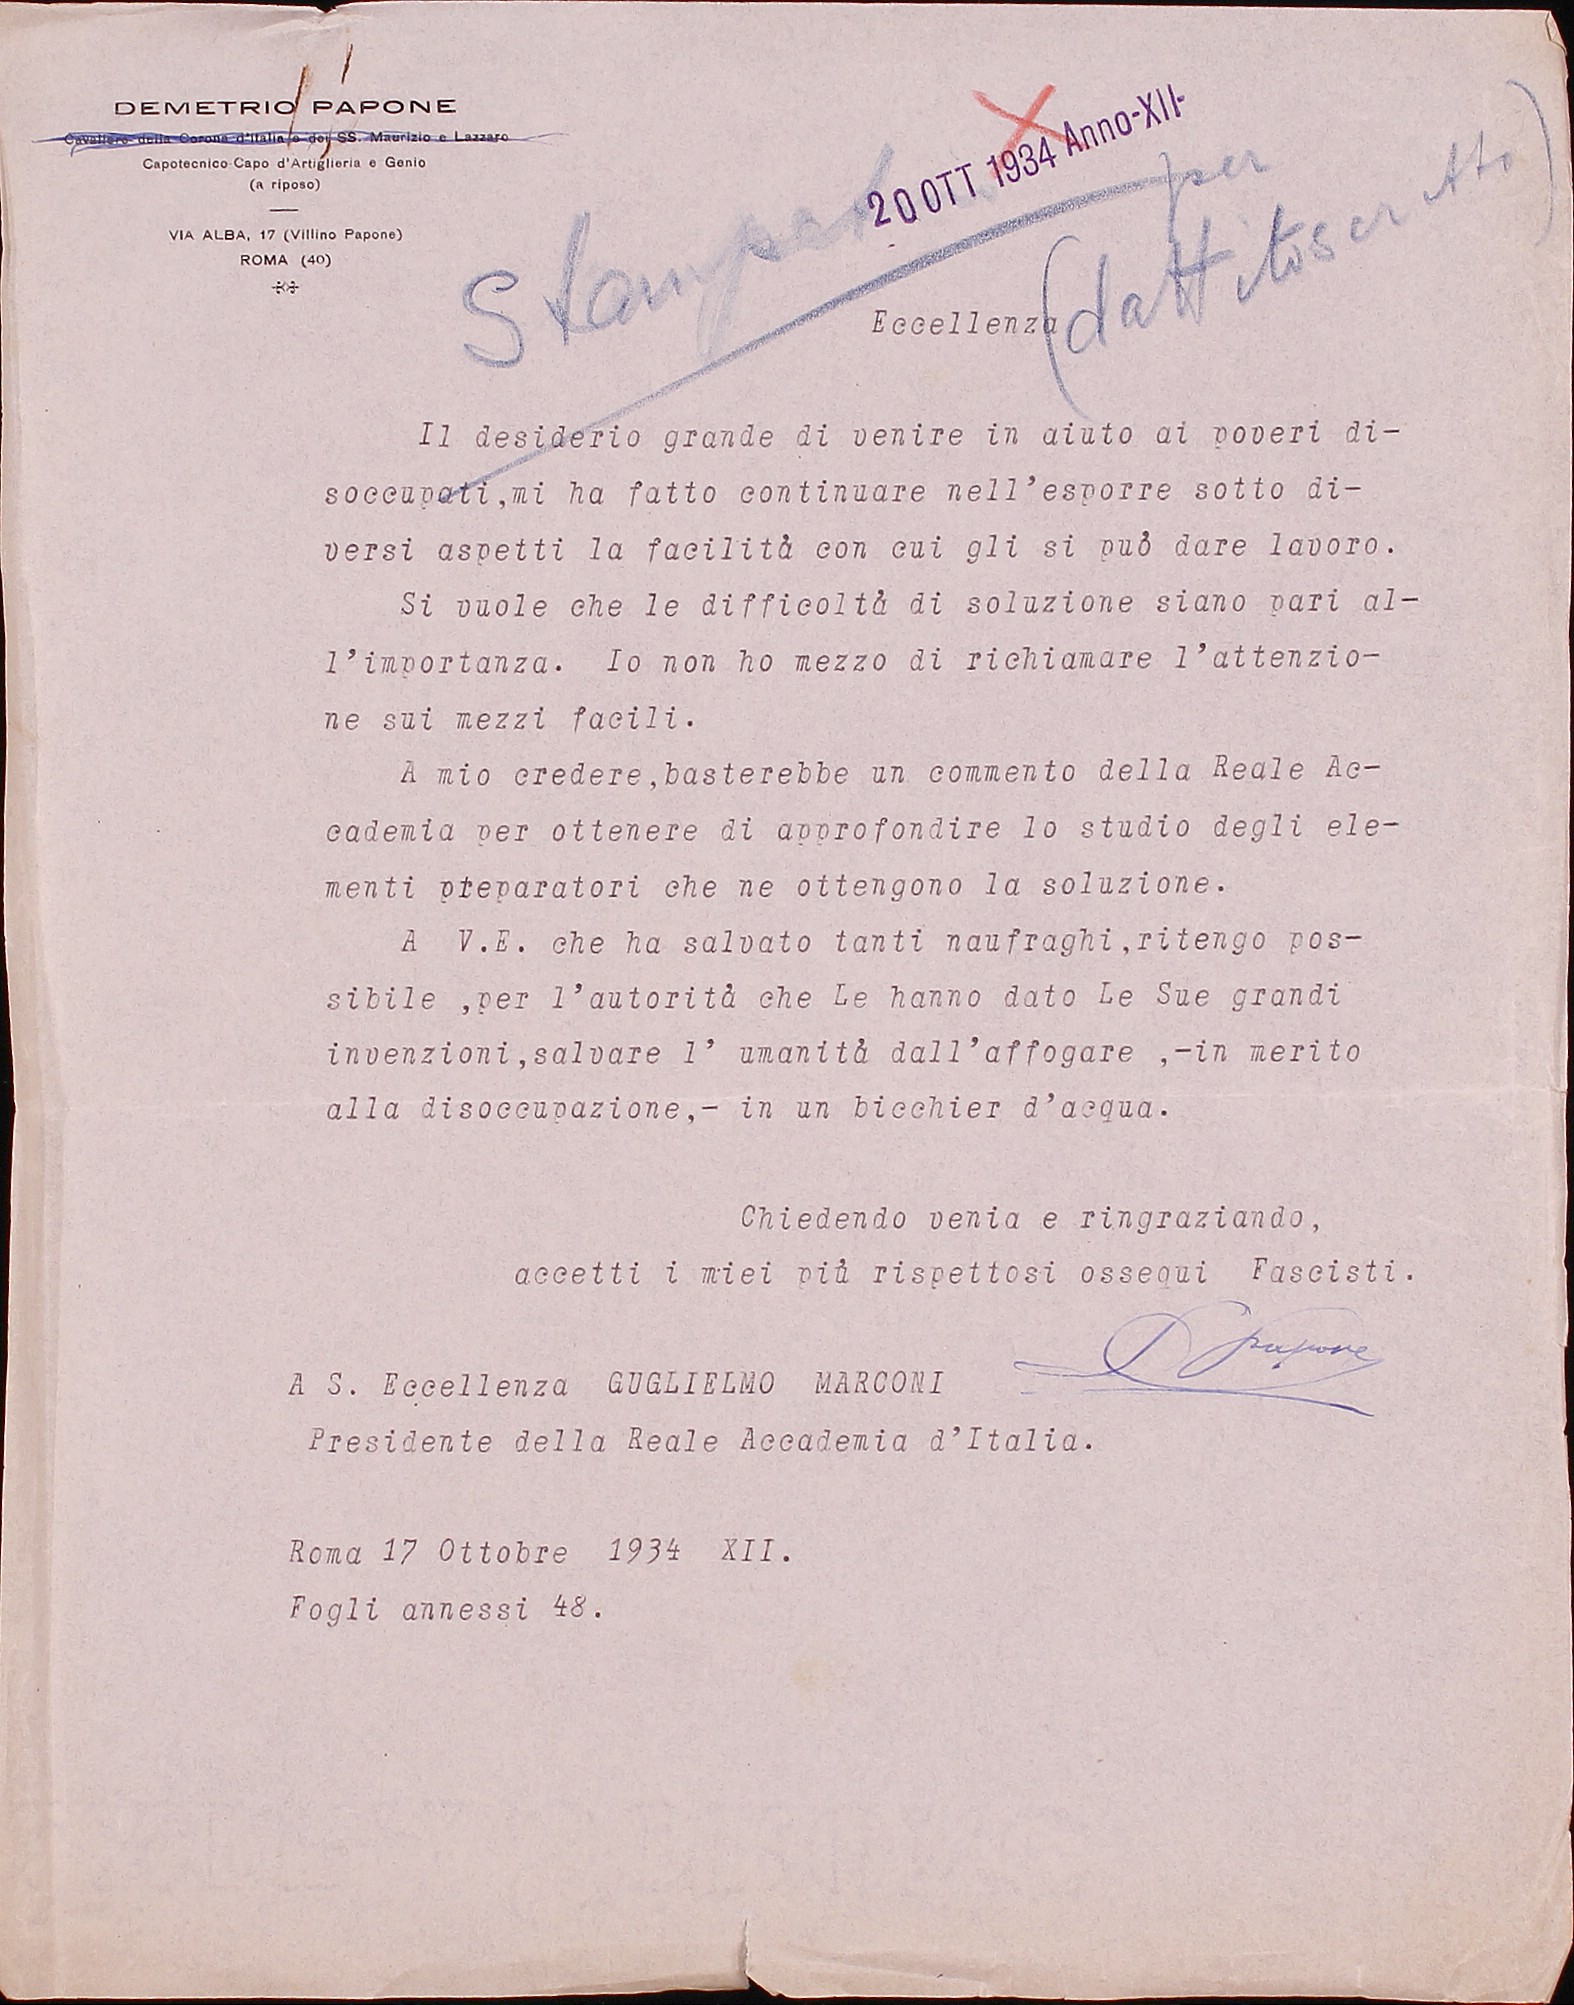 DEMETRIO PAPONE
Cavaliere della Corona d'Italia e dei SS. Maurizio e Lazzaro
Capotecnico Capo d'Artiglieria e Genio
(a riposo)
VIA ALBA, 17 (Villino Papone)
ROMA (40)
20 OTT 1934 Anno-XII-
per
(dattiloscritto)
Eccellenza
Il desiderio grande di venire in aiuto ai poveri di-
soccupati,mi ha fatto continuare nell'esporre sotto di-
versi aspetti la facilità con cui gli si può dare lavoro.
Si vuole che le difficoltà di soluzione siano pari al-
l'importanza. Io non ho mezzo di richiamare l'attenzio-
ne sui mezzi facili.
A mio credere,basterebbe un commento della Reale Ac-
cademia per ottenere di approfondire lo studio degli ele-
menti preparatori che ne ottengono la soluzione.
A V.E. che ha salvato tanti naufraghi,ritengo pos-
sibile ,per l'autorità che Le hanno dato Le Sue grandi
invenzioni,salvare l' umanità dall'affogare ,-in merito
alla disoccupazione,- in un bicchier d'acqua.
Chiedendo venia e ringraziando,
accetti i miei più rispettosi ossequi Fascisti.
D Papone
A S. Eccellenza GUGLIELMO MARCONI
Presidente della Reale Accademia d'Italia.
Roma 17 Ottobre 1934 XII.
Fogli annessi 48.